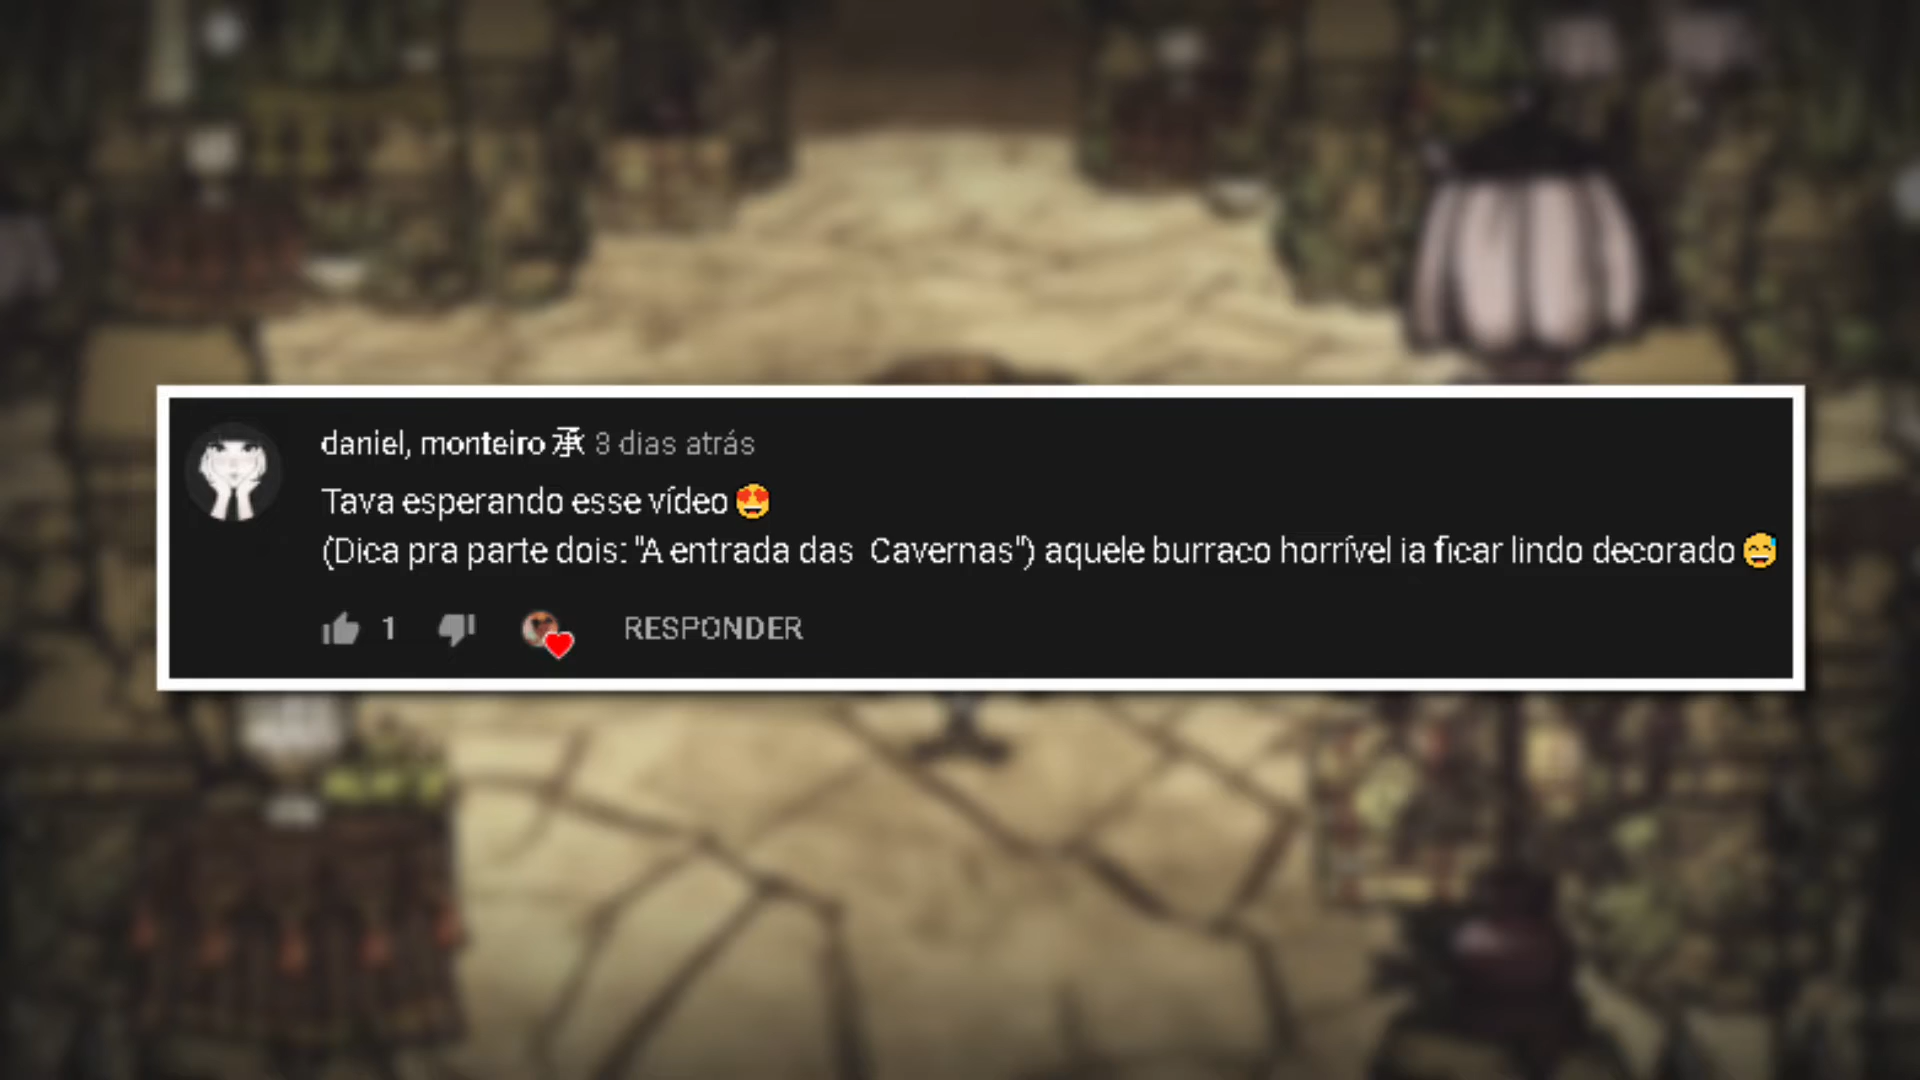 daniel, monteiro 承 3 dias atrás
Tava esperando esse vídeo 😍
(Dica pra parte dois: "A entrada das  Cavernas") aquele burraco horrível ia ficar lindo decorado 😅
1 RESPONDER